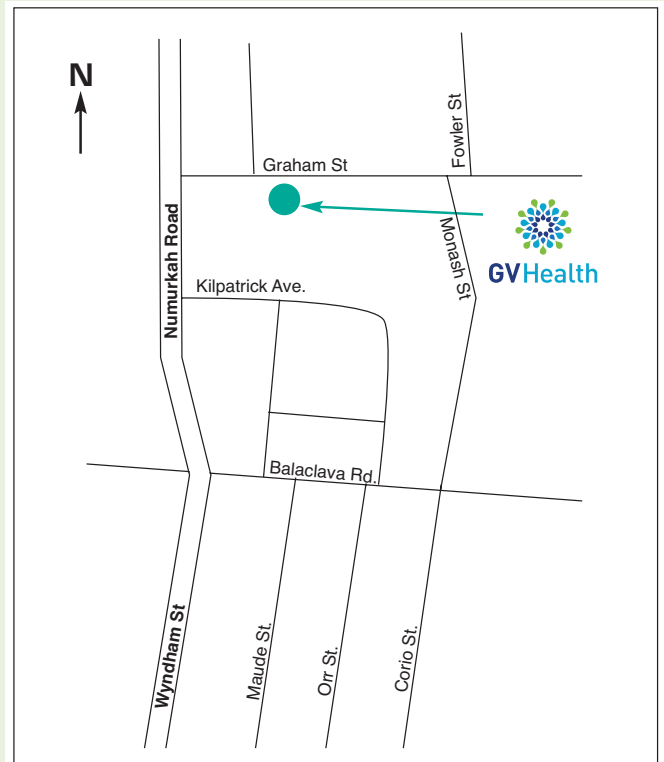 N
Fowler St
Graham St
Numurkah Road
Monash St
GVHealth
Kilpatrick Ave.
Balaclava Rd.
Wyndham St
Maude St.
Orr St.
Corio St.